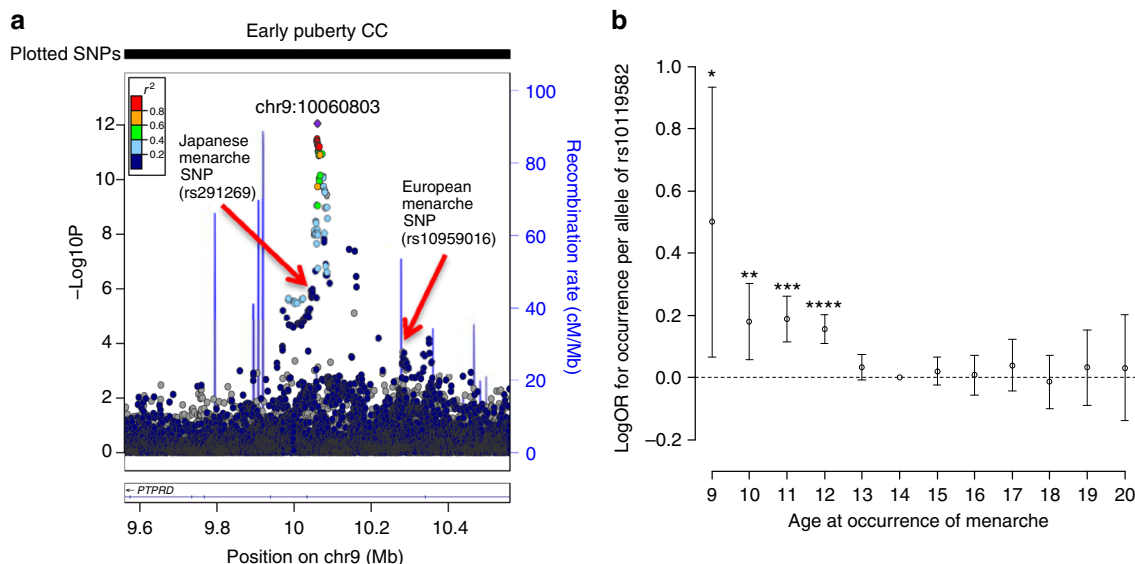 a
Early puberty CC
Plotted SNPs
r²
0.8
0.6
0.4
0.2
chr9:10060803
Japanese
menarche
SNP
(rs291269)
European
menarche
SNP
(rs10959016)
12
10
8
6
4
2
0
−Log10P
100
80
60
40
20
0
Recombination rate (cM/Mb)
← PTPRD
9.6 9.8 10 10.2 10.4
Position on chr9 (Mb)
b
LogOR for occurrence per allele of rs10119582
1.0
0.8
0.6
0.4
0.2
0.0
−0.2
*
**
***
****
9 10 11 12 13 14 15 16 17 18 19 20
Age at occurrence of menarche